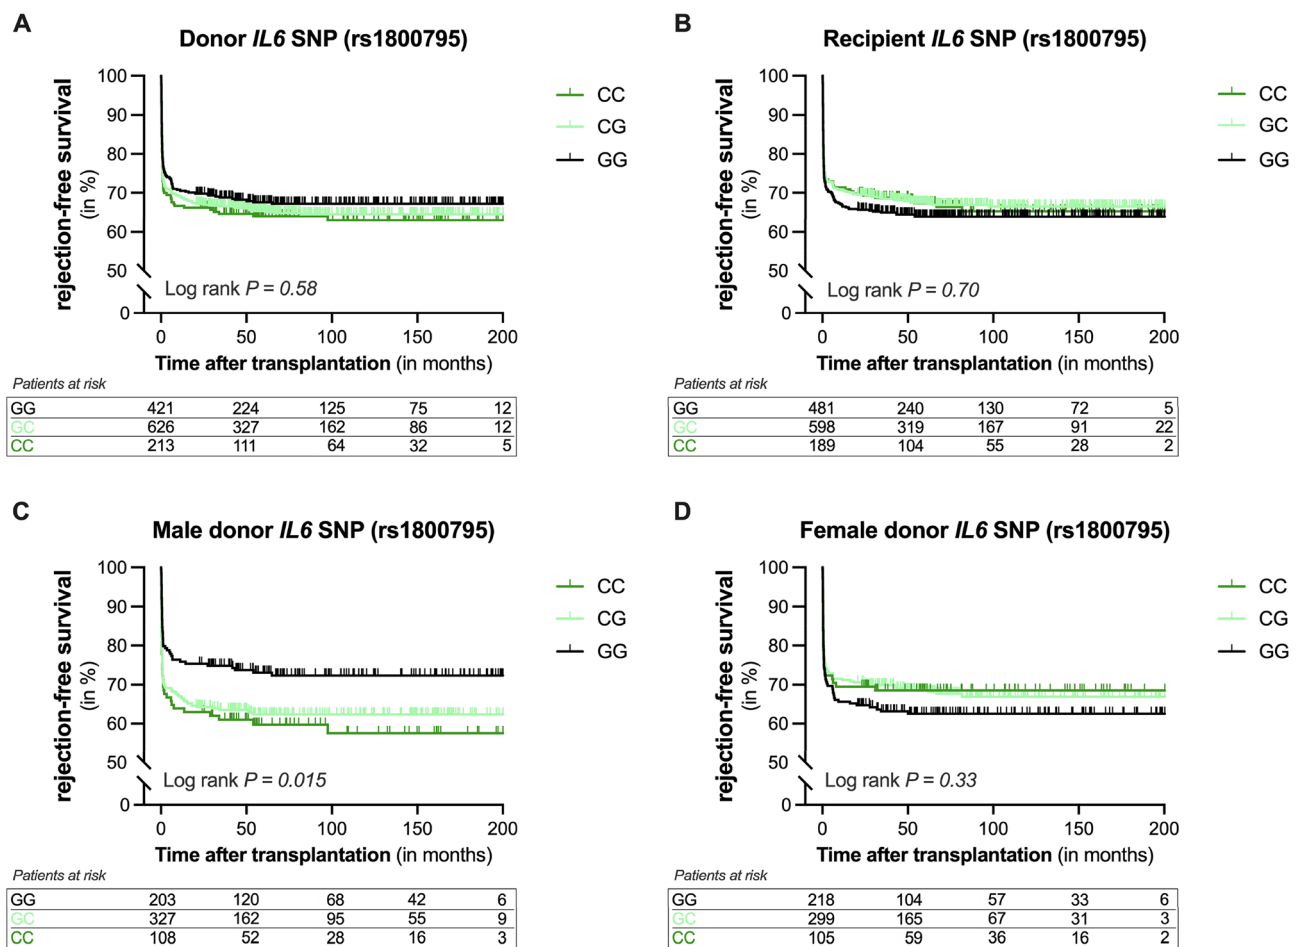 A
Donor IL6 SNP (rs1800795)
rejection-free survival
(in %)
100
90
80
70
60
50
0
Log rank P = 0.58
0 50 100 150 200
Time after transplantation (in months)
CC
CG
GG
Patients at risk
GG 421 224 125 75 12
GC 626 327 162 86 12
CC 213 111 64 32 5
B
Recipient IL6 SNP (rs1800795)
rejection-free survival
(in %)
100
90
80
70
60
50
0
Log rank P = 0.70
0 50 100 150 200
Time after transplantation (in months)
CC
GC
GG
Patients at risk
GG 481 240 130 72 5
GC 598 319 167 91 22
CC 189 104 55 28 2
C
Male donor IL6 SNP (rs1800795)
rejection-free survival
(in %)
100
90
80
70
60
50
0
Log rank P = 0.015
0 50 100 150 200
Time after transplantation (in months)
CC
CG
GG
Patients at risk
GG 203 120 68 42 6
GC 327 162 95 55 9
CC 108 52 28 16 3
D
Female donor IL6 SNP (rs1800795)
rejection-free survival
(in %)
100
90
80
70
60
50
0
Log rank P = 0.33
0 50 100 150 200
Time after transplantation (in months)
CC
CG
GG
Patients at risk
GG 218 104 57 33 6
GC 299 165 67 31 3
CC 105 59 36 16 2